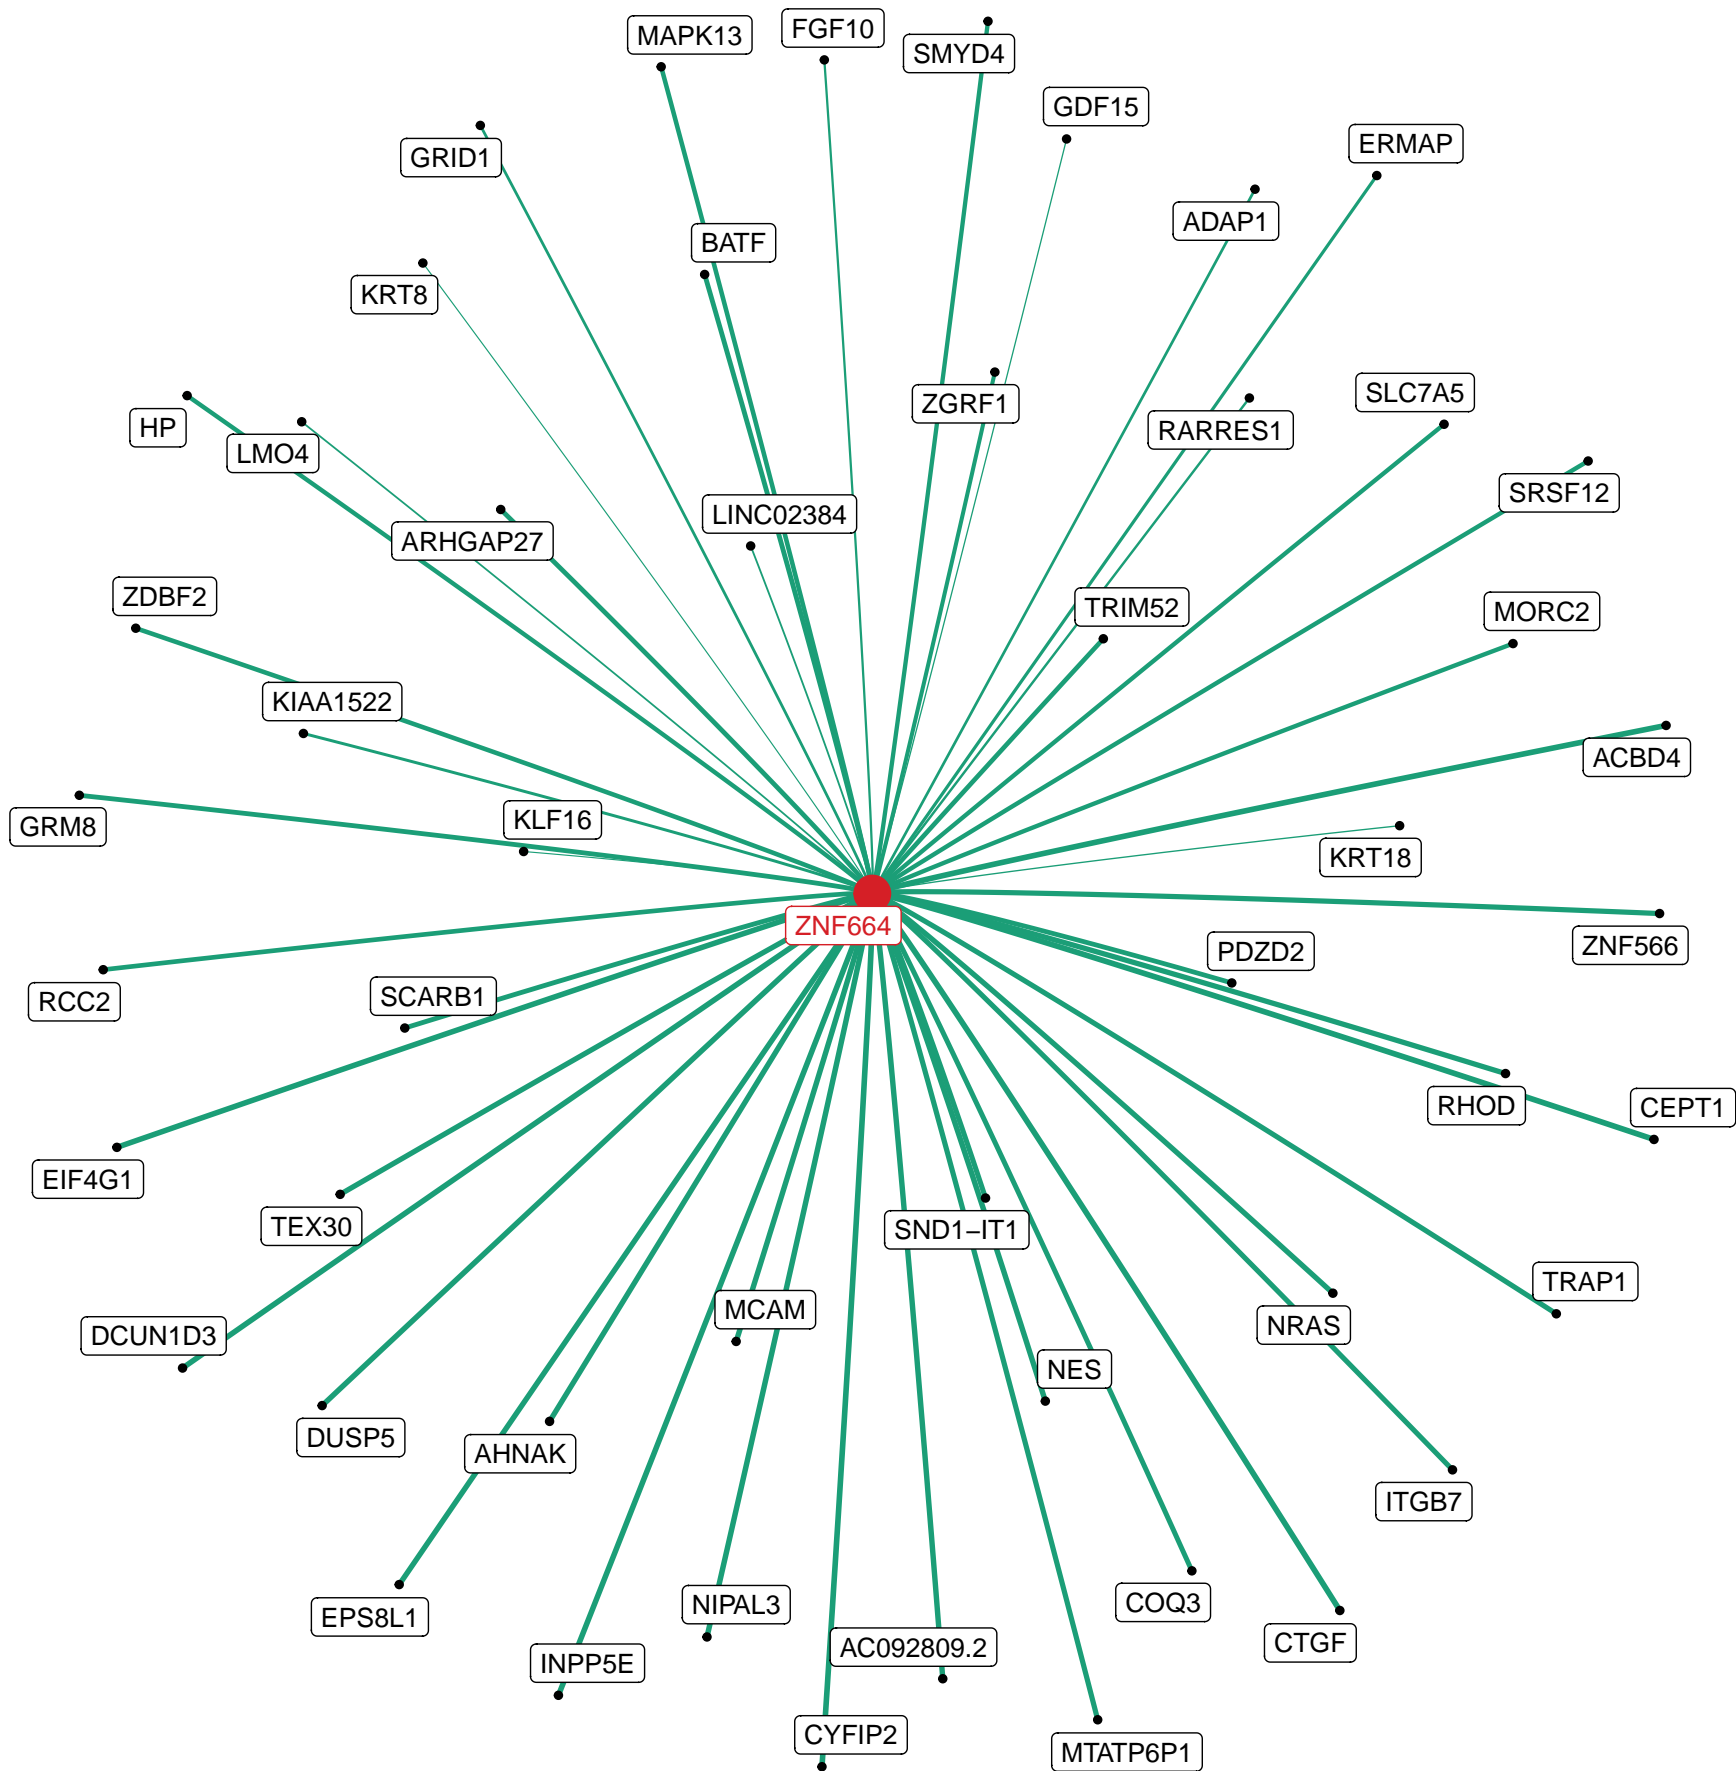 FGF10
MAPK13
SMYD4
GDF15
ERMAP
GRID1
ADAP1
BATF
KRT8
SLC7A5
ZGRF1
HP
RARRES1
LMO4
SRSF12
LINC02384
ARHGAP27
ZDBF2
TRIM52
MORC2
KIAA1522
ACBD4
KLF16
GRM8
KRT18
ZNF664
PDZD2
ZNF566
SCARB1
RCC2
RHOD
CEPT1
EIF4G1
TEX30
SND1–IT1
TRAP1
MCAM
NRAS
DCUN1D3
NES
DUSP5
AHNAK
ITGB7
COQ3
NIPAL3
EPS8L1
CTGF
AC092809.2
INPP5E
CYFIP2
MTATP6P1